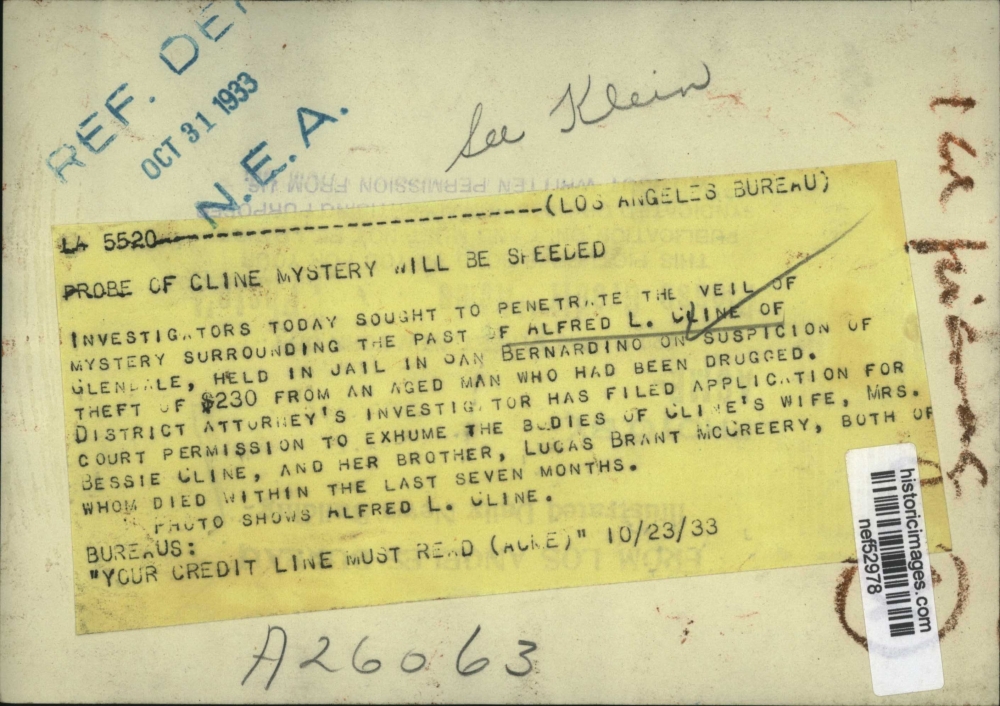 REF. DE
OCT 31 1933
N. E. A.
See Klein
LA 5520-------------------------------(LOS ANGELES BUREAU)
PROBE OF CLINE MYSTERY WILL BE SPEEDED
INVESTIGATORS TODAY SOUGHT TO PENETRATE THE VEIL OF
MYSTERY SURROUNDING THE PAST OF ALFRED L. CLINE OF
GLENDALE, HELD IN JAIL IN SAN BERNARDINO ON SUSPICION OF
THEFT OF $230 FROM AN AGED MAN WHO HAD BEEN DRUGGED.
DISTRICT ATTORNEY'S INVESTIGATOR HAS FILED APPLICATION FOR
COURT PERMISSION TO EXHUME THE BODIES OF CLINE'S WIFE, MRS.
BESSIE CLINE, AND HER BROTHER, LUCAS BRANT MCCREERY, BOTH OF
WHOM DIED WITHIN THE LAST SEVEN MONTHS.
PHOTO SHOWS ALFRED L. CLINE.
BUREAUS:
"YOUR CREDIT LINE MUST READ (ACME)" 10/23/33
A26063
historicimages.com
nef52978